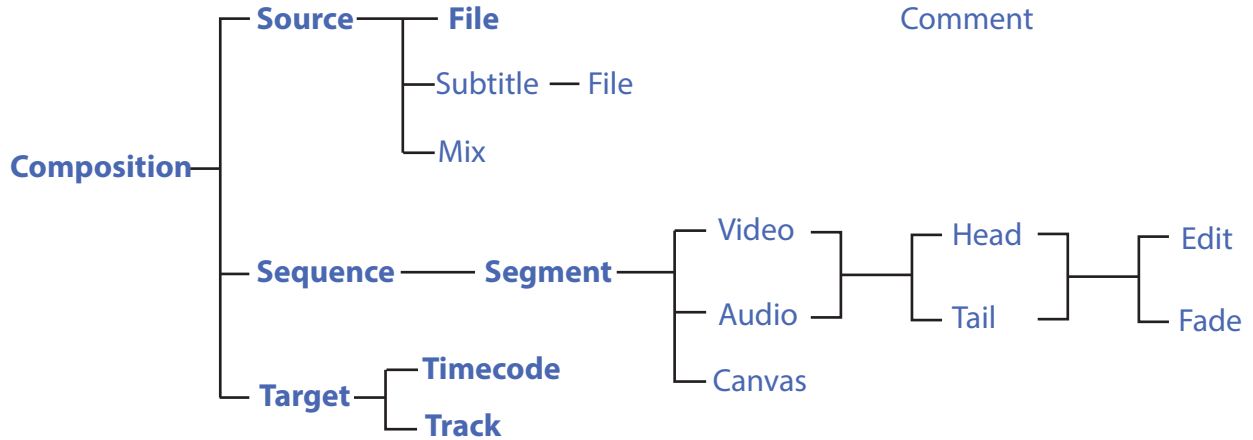 Source File Comment
Subtitle File
Composition Mix
Video Head Edit
Sequence Segment
Audio Tail Fade
Timecode
Canvas
Target
Track